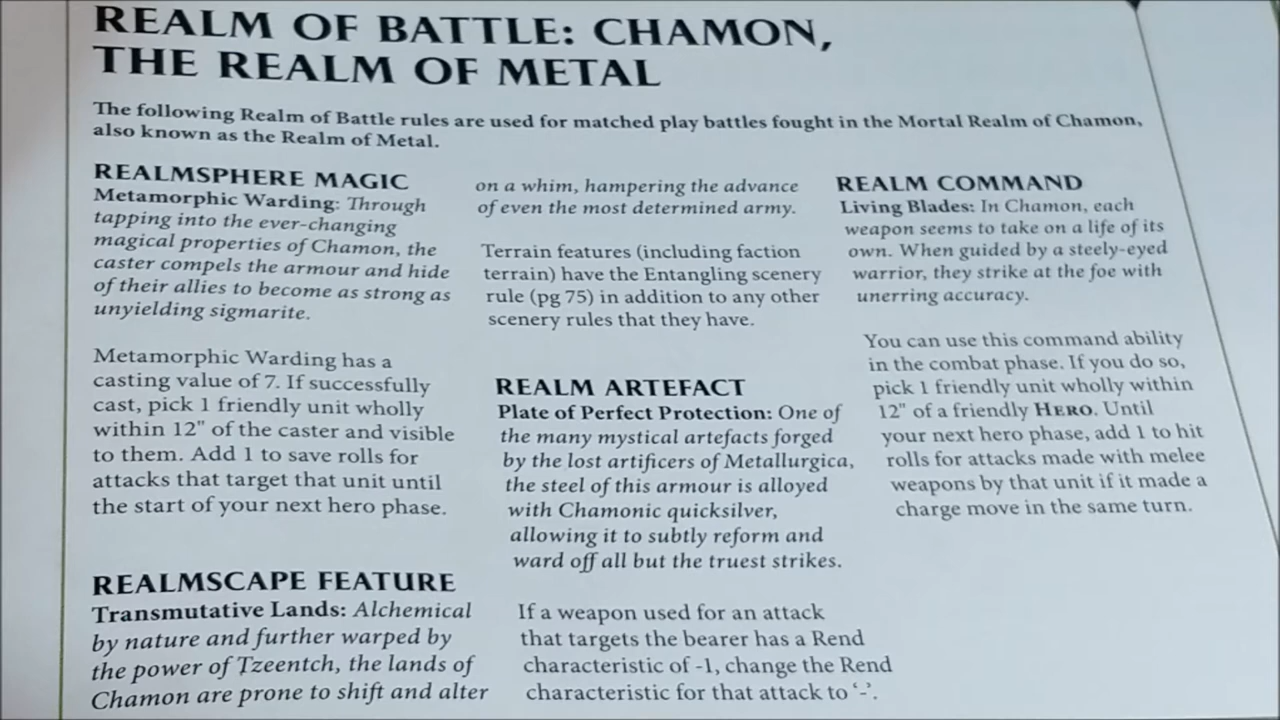 REALM OF BATTLE: CHAMON,
THE REALM OF METAL
The following Realm of Battle rules are used for matched play battles fought in the Mortal Realm of Chamon,
also known as the Realm of Metal.
REALMSPHERE MAGIC
Metamorphic Warding: Through
tapping into the ever-changing
magical properties of Chamon, the
caster compels the armour and hide
of their allies to become as strong as
unyielding sigmarite.
Metamorphic Warding has a
casting value of 7. If successfully
cast, pick 1 friendly unit wholly
within 12" of the caster and visible
to them. Add 1 to save rolls for
attacks that target that unit until
the start of your next hero phase.
REALMSCAPE FEATURE
Transmutative Lands: Alchemical
by nature and further warped by
the power of Tzeentch, the lands of
Chamon are prone to shift and alter
on a whim, hampering the advance
of even the most determined army.
Terrain features (including faction
terrain) have the Entangling scenery
rule (pg 75) in addition to any other
scenery rules that they have.
REALM ARTEFACT
Plate of Perfect Protection: One of
the many mystical artefacts forged
by the lost artificers of Metallurgica,
the steel of this armour is alloyed
with Chamonic quicksilver,
allowing it to subtly reform and
ward off all but the truest strikes.
If a weapon used for an attack
that targets the bearer has a Rend
characteristic of -1, change the Rend
characteristic for that attack to '-'.
REALM COMMAND
Living Blades: In Chamon, each
weapon seems to take on a life of its
own. When guided by a steely-eyed
warrior, they strike at the foe with
unerring accuracy.
You can use this command ability
in the combat phase. If you do so,
pick 1 friendly unit wholly within
12" of a friendly HERO. Until
your next hero phase, add 1 to hit
rolls for attacks made with melee
weapons by that unit if it made a
charge move in the same turn.